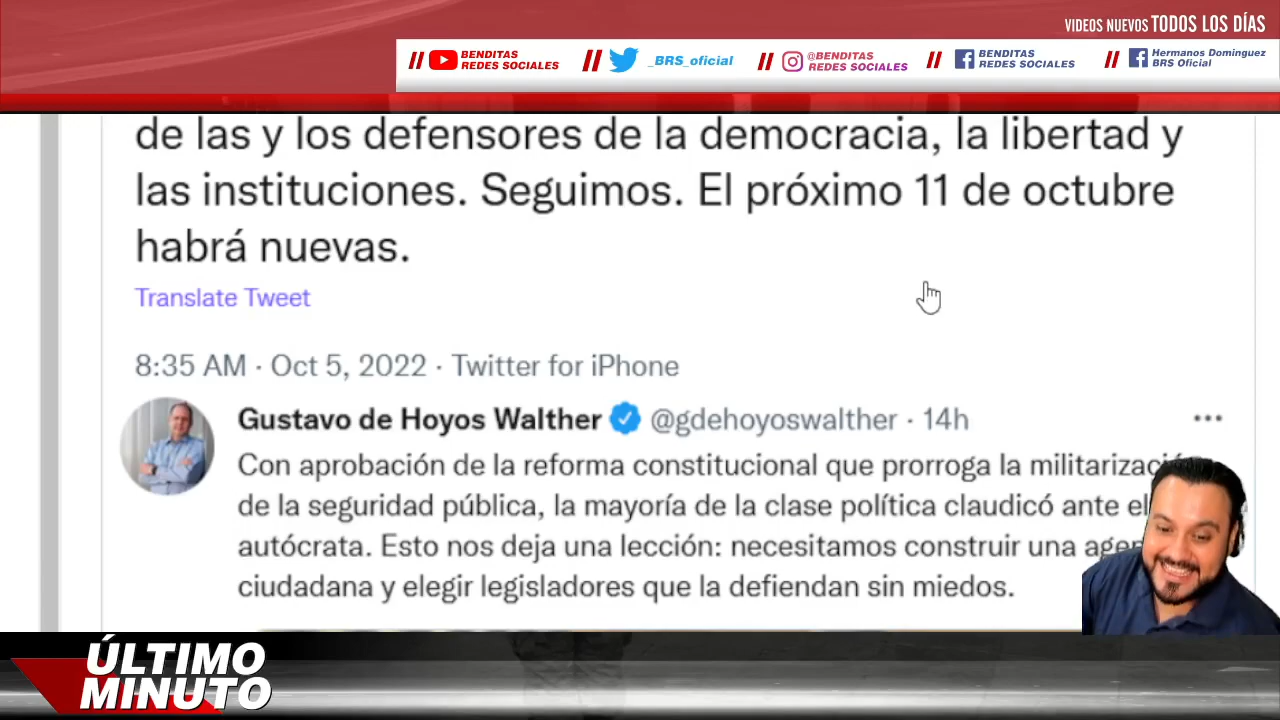 VIDEOS NUEVOS TODOS LOS DÍAS
BENDITAS
REDES SOCIALES
_BRS_oficial
@BENDITAS
REDES SOCIALES
BENDITAS
REDES SOCIALES
Hermanos Dominguez
BRS Oficial
de las y los defensores de la democracia, la libertad y
las instituciones. Seguimos. El próximo 11 de octubre
habrá nuevas.
Translate Tweet
8:35 AM · Oct 5, 2022 · Twitter for iPhone
Gustavo de Hoyos Walther @gdehoyoswalther · 14h
Con aprobación de la reforma constitucional que prorroga la
de la seguridad pública, la mayoría de la clase política claudicó ante el
autócrata. Esto nos deja una lección: necesitamos construir una
ciudadana y elegir legisladores que la defiendan sin miedos.
ÚLTIMO
MINUTO